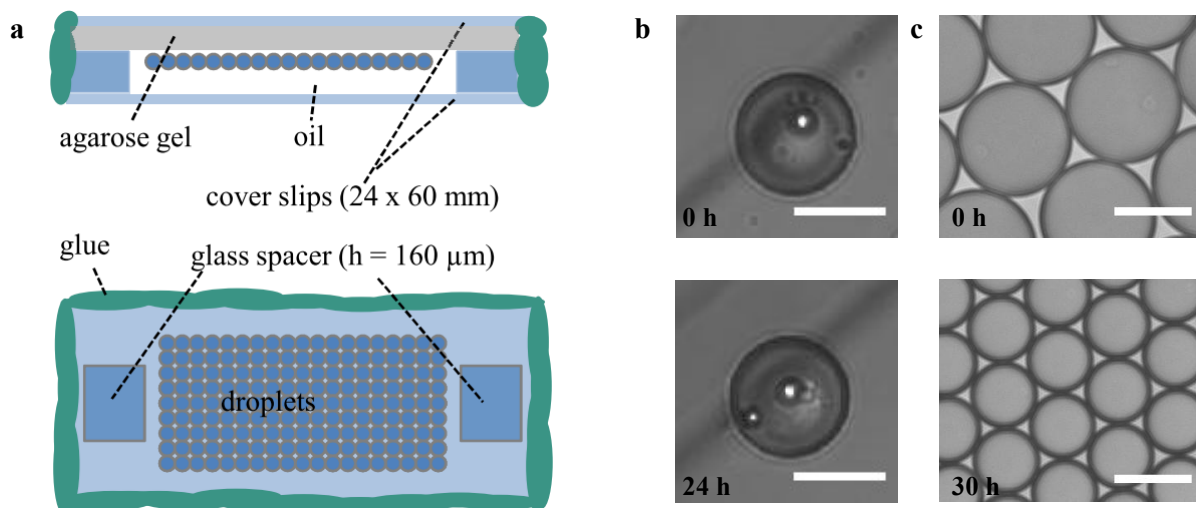 a
agarose gel
oil
cover slips (24 x 60 mm)
glue
glass spacer (h = 160 µm)
droplets
b
0 h
24 h
c
0 h
30 h